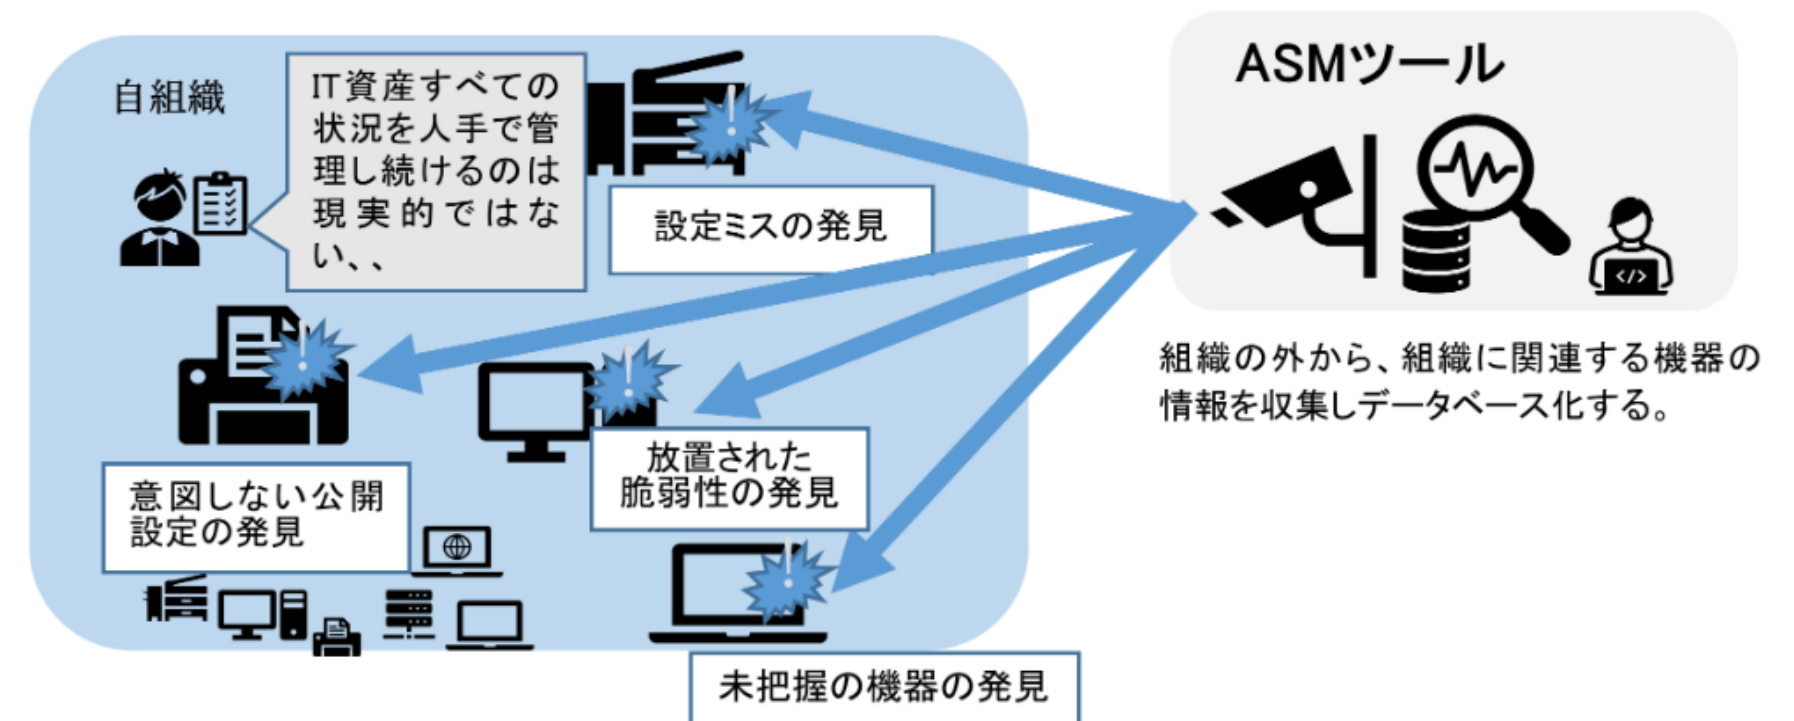 自組織
IT資産すべての
状況を人手で管
理し続けるのは
現実的ではな
い、、
設定ミスの発見
意図しない公開
設定の発見
放置された
脆弱性の発見
未把握の機器の発見
ASMツール
</>
組織の外から、組織に関連する機器の
情報を収集しデータベース化する。